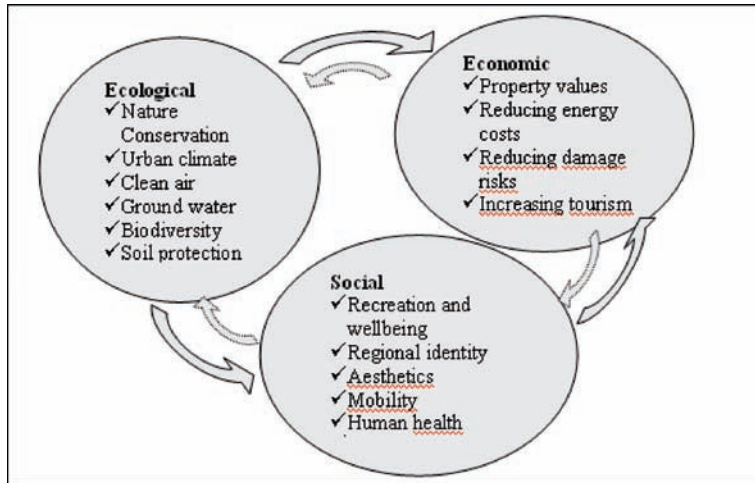 Ecological
✓Nature
Conservation
✓Urban climate
✓Clean air
✓Ground water
✓Biodiversity
✓Soil protection
Economic
✓Property values
✓Reducing energy
costs
✓Reducing damage
risks
✓Increasing tourism
Social
✓Recreation and
wellbeing
✓Regional identity
✓Aesthetics
✓Mobility
✓Human health